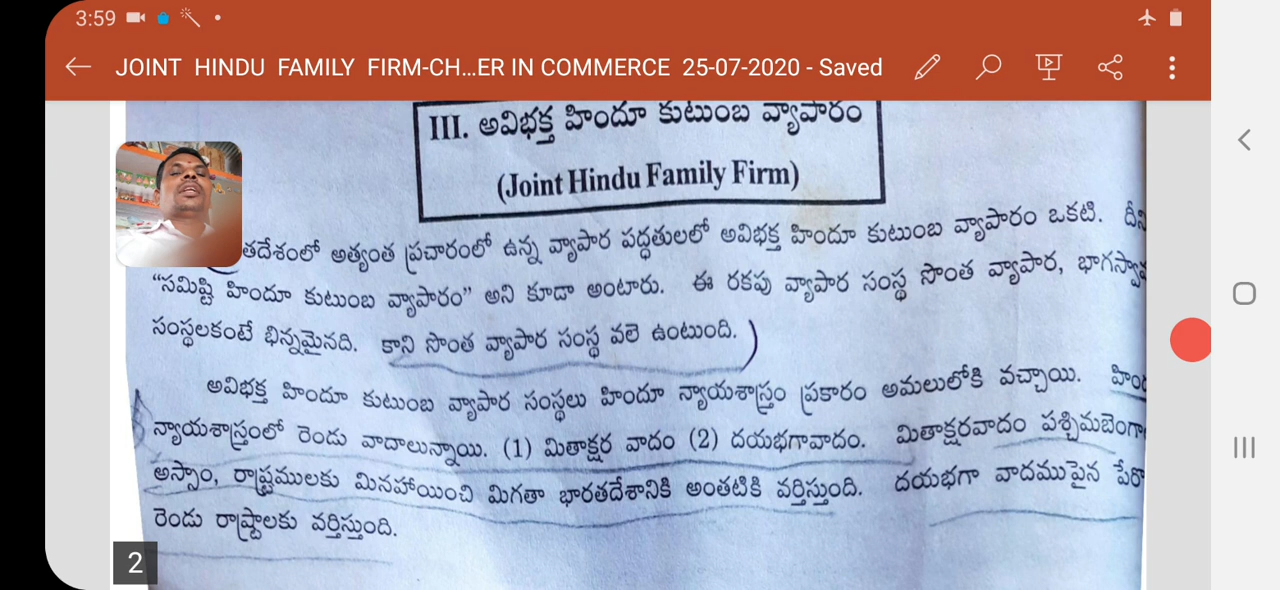 3:59
JOINT HINDU FAMILY FIRM-CH...ER IN COMMERCE 25-07-2020 - Saved
III. అవిభక్త హిందూ కుటుంబ వ్యాపారం
(Joint Hindu Family Firm)
తదేశంలో అత్యంత ప్రచారంలో ఉన్న వ్యాపార పద్ధతులలో అవిభక్త హిందూ కుటుంబ వ్యాపారం ఒకటి. దీని
“సమిష్టి హిందూ కుటుంబ వ్యాపారం” అని కూడా అంటారు. ఈ రకపు వ్యాపార సంస్థ సొంత వ్యాపార, భాగస్వా
సంస్థలకంటే భిన్నమైనది. కాని సొంత వ్యాపార సంస్థ వలె ఉంటుంది.
అవిభక్త హిందూ కుటుంబ వ్యాపార సంస్థలు హిందూ న్యాయశాస్త్రం ప్రకారం అమలులోకి వచ్చాయి. హిం
న్యాయశాస్త్రంలో రెండు వాదాలున్నాయి. (1) మితాక్షర వాదం (2) దయభగావాదం. మితాక్షరవాదం పశ్చిమబెంగా
అస్సాం, రాష్ట్రములకు మినహాయించి మిగతా భారతదేశానికి అంతటికి వర్తిస్తుంది. దయభగా వాదముపైన పేర్
రెండు రాష్ట్రాలకు వర్తిస్తుంది.
2